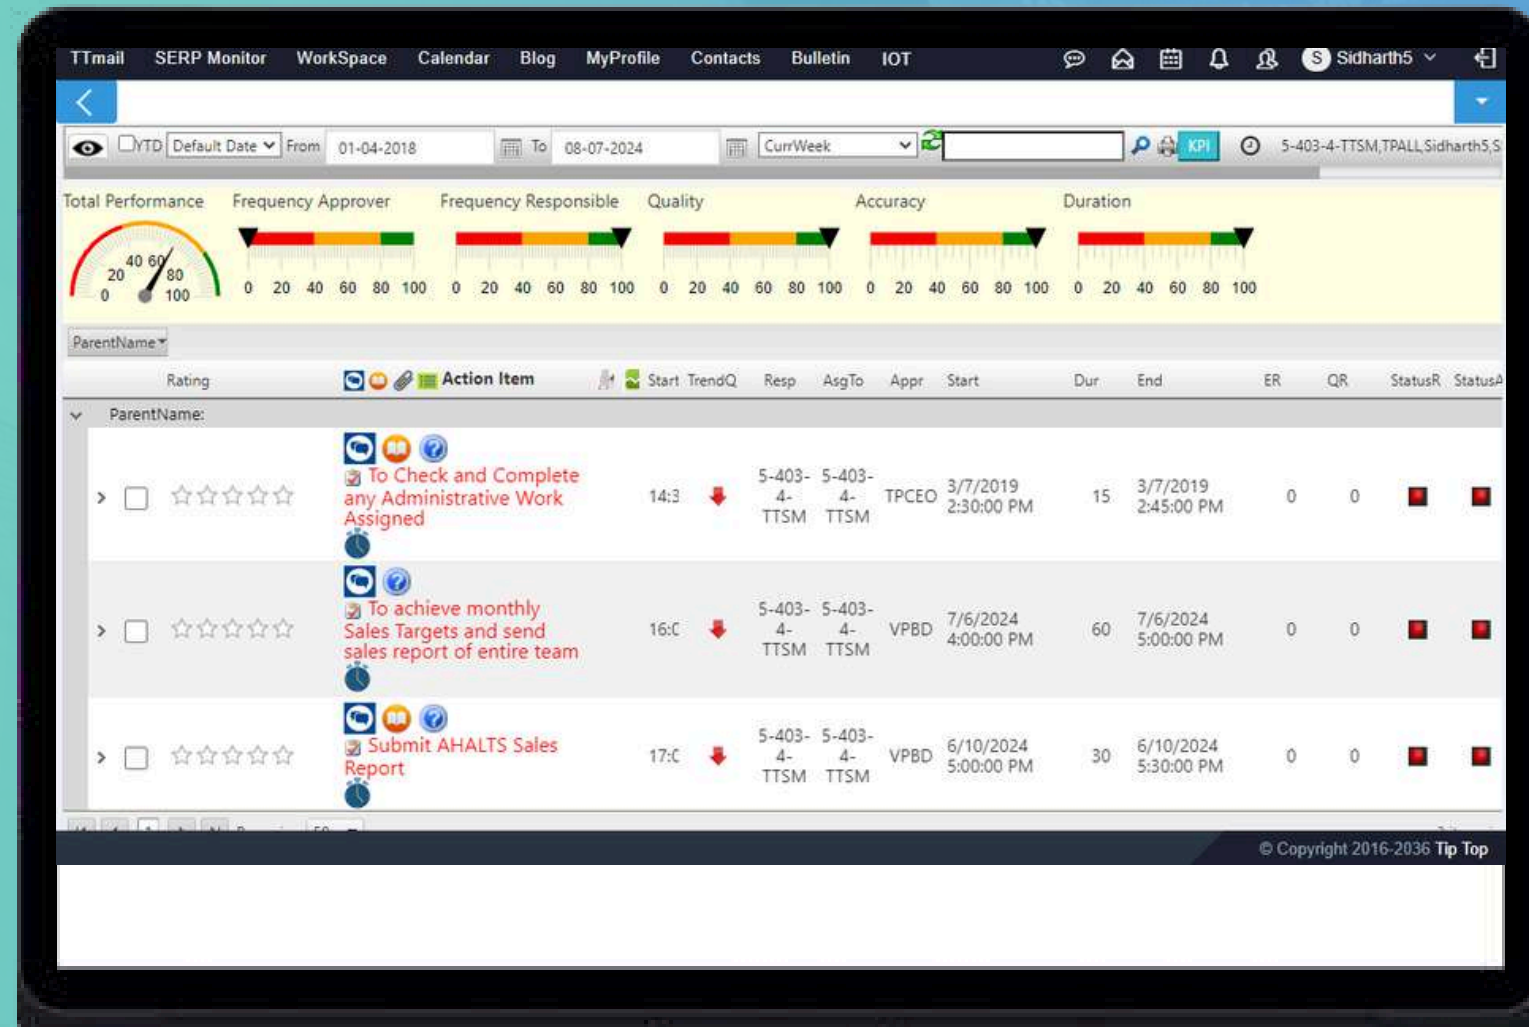 TTmail SERP Monitor WorkSpace Calendar Blog MyProfile Contacts Bulletin IOT S Sidharth5
YTD Default Date From 01-04-2018 To 08-07-2024 CurrWeek KPI 5-403-4-TTSM,TPALL,Sidharth5,S
Total Performance Frequency Approver Frequency Responsible Quality Accuracy Duration
0 20 40 60 80 100 0 20 40 60 80 100 0 20 40 60 80 100 0 20 40 60 80 100 0 20 40 60 80 100 0 20 40 60 80 100
ParentName
Rating Action Item Start TrendQ Resp AsgTo Appr Start Dur End ER QR StatusR StatusA
ParentName:
To Check and Complete
any Administrative Work
Assigned
14:3
5-403-
4-
TTSM
5-403-
4-
TTSM
TPCEO
3/7/2019
2:30:00 PM
15
3/7/2019
2:45:00 PM
0 0
To achieve monthly
Sales Targets and send
sales report of entire team
16:0
5-403-
4-
TTSM
5-403-
4-
TTSM
VPBD
7/6/2024
4:00:00 PM
60
7/6/2024
5:00:00 PM
0 0
Submit AHALTS Sales
Report
17:0
5-403-
4-
TTSM
5-403-
4-
TTSM
VPBD
6/10/2024
5:00:00 PM
30
6/10/2024
5:30:00 PM
0 0
© Copyright 2016-2036 Tip Top